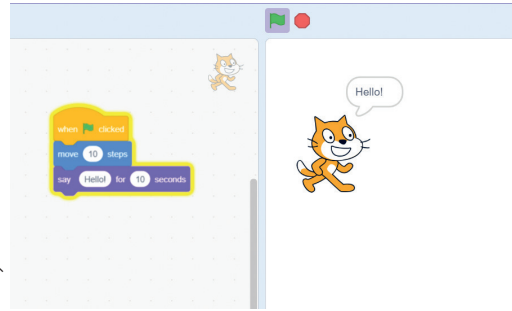 Hello!
when clicked
move 10 steps
say Hello! for 10 seconds